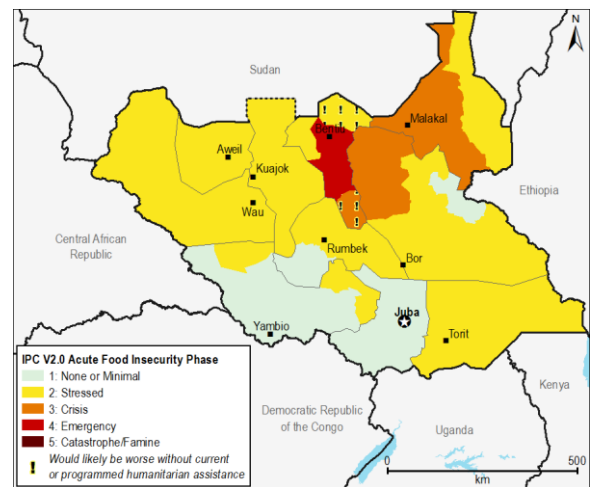 N
Sudan
Malakal
Bentiu
Aweil
Kuajok
Ethiopia
Wau
Central African
Republic
Rumbek
Bor
Juba
Yambio
Torit
IPC V2.0 Acute Food Insecurity Phase
1: None or Minimal
2: Stressed
3: Crisis
4: Emergency
5: Catastrophe/Famine
! Would likely be worse without current
or programmed humanitarian assistance
Kenya
Democratic Republic
of the Congo
Uganda
0 500
km